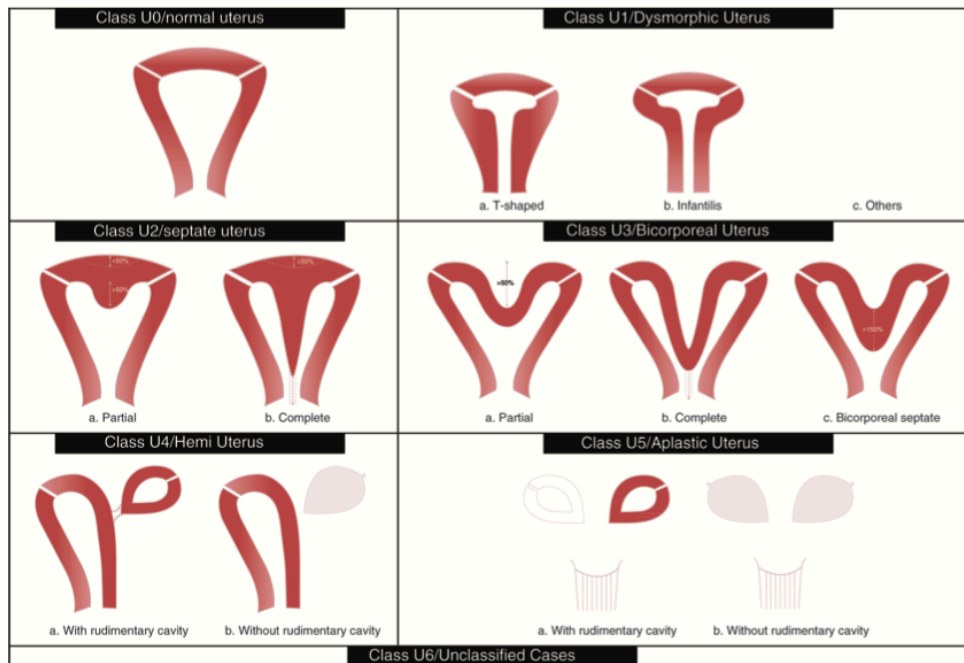 Class U0/normal uterus
Class U1/Dysmorphic Uterus
a. T-shaped
b. Infantilis
c. Others
Class U2/septate uterus
<50%
>50%
<50%
a. Partial
b. Complete
Class U3/Bicorporeal Uterus
>50%
>150%
a. Partial
b. Complete
c. Bicorporeal septate
Class U4/Hemi Uterus
a. With rudimentary cavity
b. Without rudimentary cavity
Class U5/Aplastic Uterus
a. With rudimentary cavity
b. Without rudimentary cavity
Class U6/Unclassified Cases